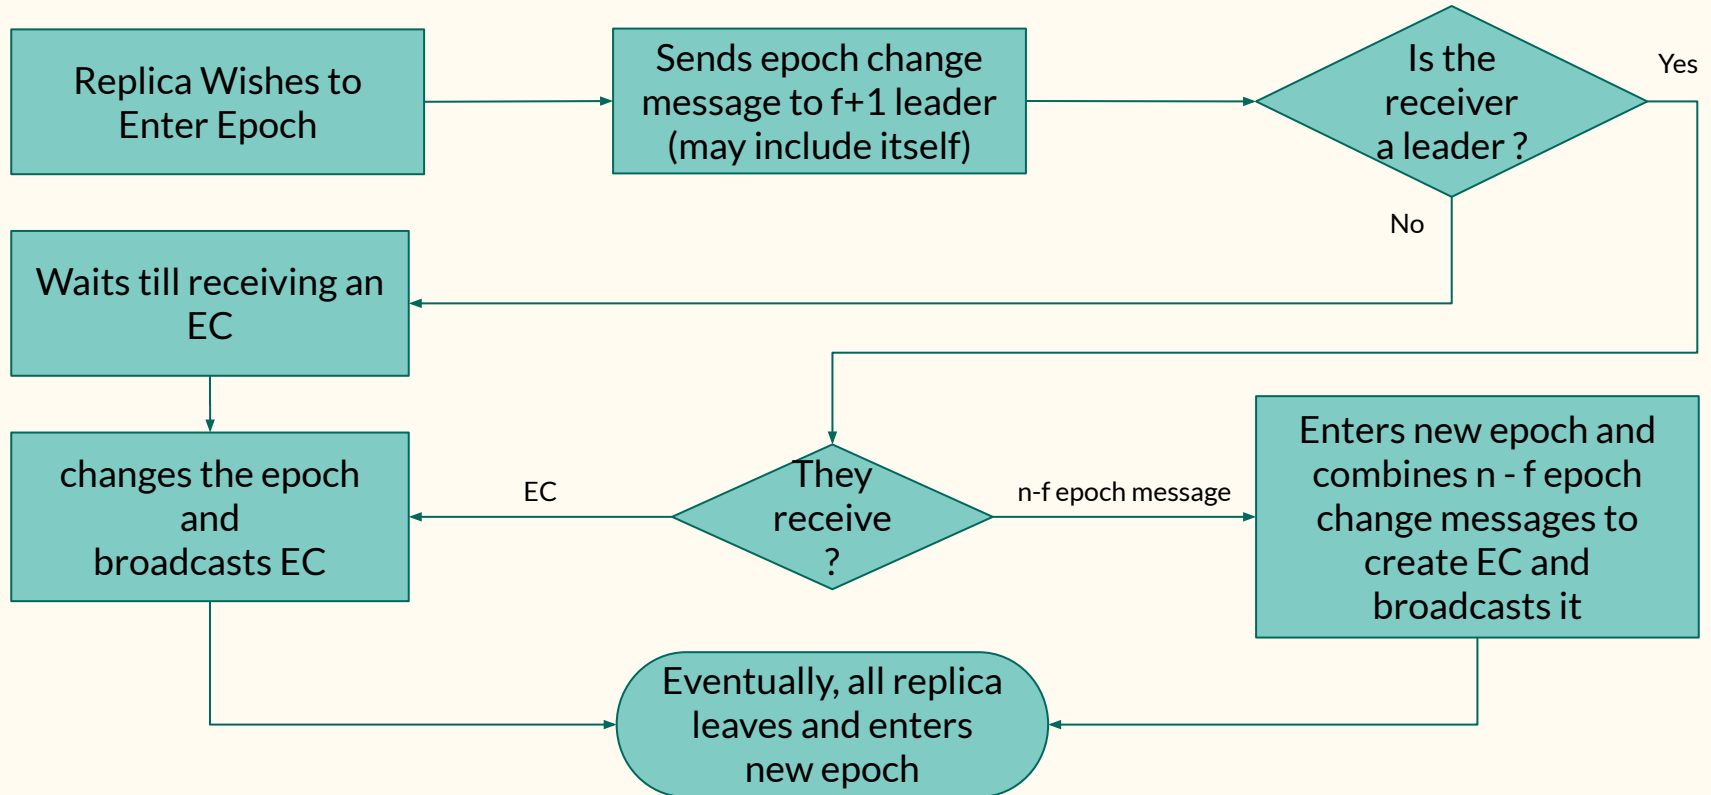 Replica Wishes to
Enter Epoch
Sends epoch change
message to f+1 leader
(may include itself)
Is the
receiver
a leader ?
Yes
No
Waits till receiving an
EC
changes the epoch
and
broadcasts EC
EC
They
receive
?
n-f epoch message
Enters new epoch and
combines n - f epoch
change messages to
create EC and
broadcasts it
Eventually, all replica
leaves and enters
new epoch